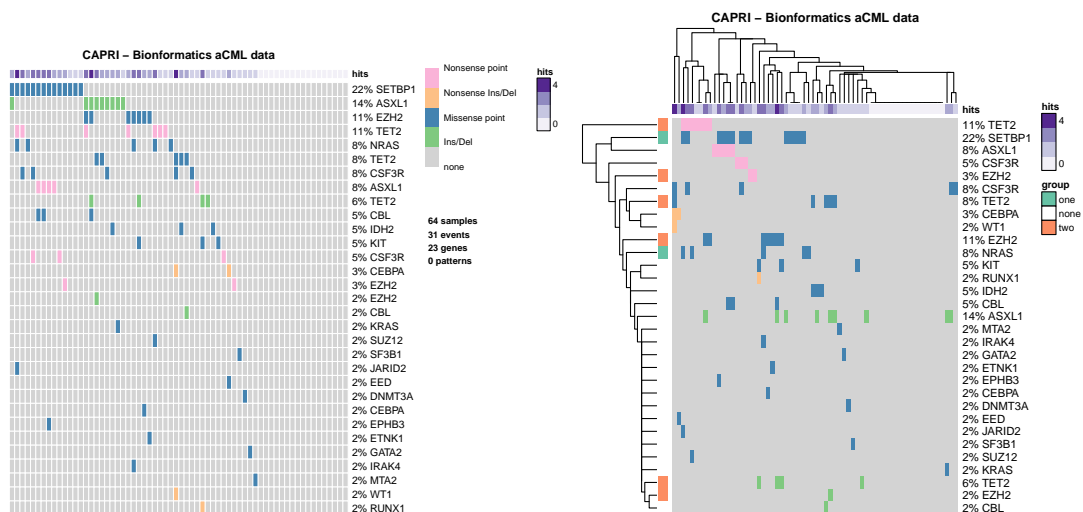 CAPRI – Bionformatics aCML data
hits
22% SETBP1
14% ASXL1
11% EZH2
11% TET2
8% NRAS
8% TET2
8% CSF3R
8% ASXL1
6% TET2
5% CBL
5% IDH2
5% KIT
5% CSF3R
3% CEBPA
3% EZH2
2% EZH2
2% CBL
2% KRAS
2% SUZ12
2% SF3B1
2% JARID2
2% EED
2% DNMT3A
2% CEBPA
2% EPHB3
2% ETNK1
2% GATA2
2% IRAK4
2% MTA2
2% WT1
2% RUNX1
Nonsense point
Nonsense Ins/Del
Missense point
Ins/Del
none
hits
4
0
64 samples
31 events
23 genes
0 patterns
CAPRI – Bionformatics aCML data
hits
11% TET2
22% SETBP1
8% ASXL1
5% CSF3R
3% EZH2
8% CSF3R
8% TET2
3% CEBPA
2% WT1
11% EZH2
8% NRAS
5% KIT
2% RUNX1
5% IDH2
5% CBL
14% ASXL1
2% MTA2
2% IRAK4
2% GATA2
2% ETNK1
2% EPHB3
2% CEBPA
2% DNMT3A
2% EED
2% JARID2
2% SF3B1
2% SUZ12
2% KRAS
6% TET2
2% EZH2
2% CBL
hits
4
0
group
one
none
two